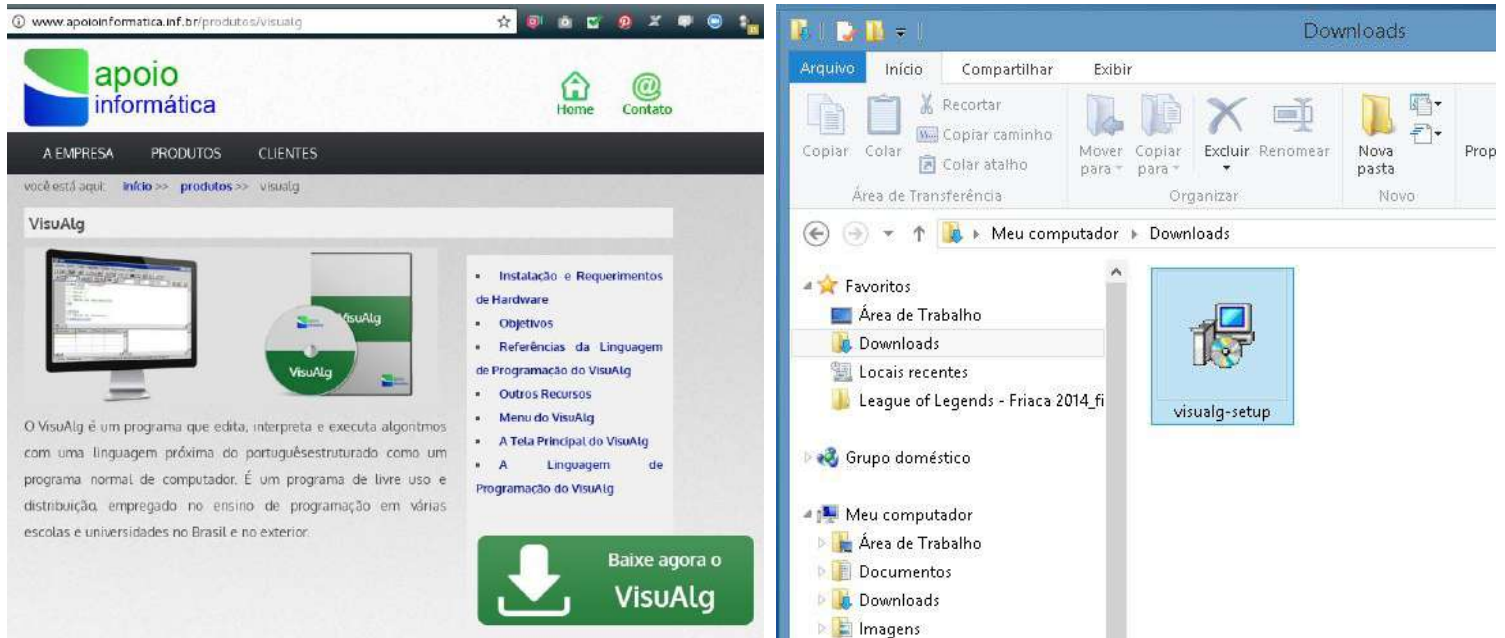 www.apoioinformatica.inf.br/produtos/visualg
apoio
informática
Home
Contato
A EMPRESA
PRODUTOS
CLIENTES
você está aqui: início >> produtos >> visualg
VisuAlg
VisuAlg
VisuAlg
O VisuAlg é um programa que edita, interpreta e executa algoritmos
com uma linguagem próxima do portuguêsestruturado como um
programa normal de computador. É um programa de livre uso e
distribuição, empregado no ensino de programação em várias
escolas e universidades no Brasil e no exterior.
Instalação e Requerimentos
de Hardware
Objetivos
Referências da Linguagem
de Programação do VisuAlg
Outros Recursos
Menu do VisuAlg
A Tela Principal do VisuAlg
A Linguagem de
Programação do VisuAlg
Baixe agora o
VisuAlg
Downloads
Arquivo
Início
Compartilhar
Exibir
Copiar
Colar
Recortar
Copiar caminho
Colar atalho
Área de Transferência
Mover
para
Copiar
para
Excluir
Renomear
Organizar
Nova
pasta
Novo
Prop
Meu computador
Downloads
Favoritos
Área de Trabalho
Downloads
Locais recentes
League of Legends - Friaca 2014_fi
Grupo doméstico
Meu computador
Área de Trabalho
Documentos
Downloads
Imagens
visualg-setup